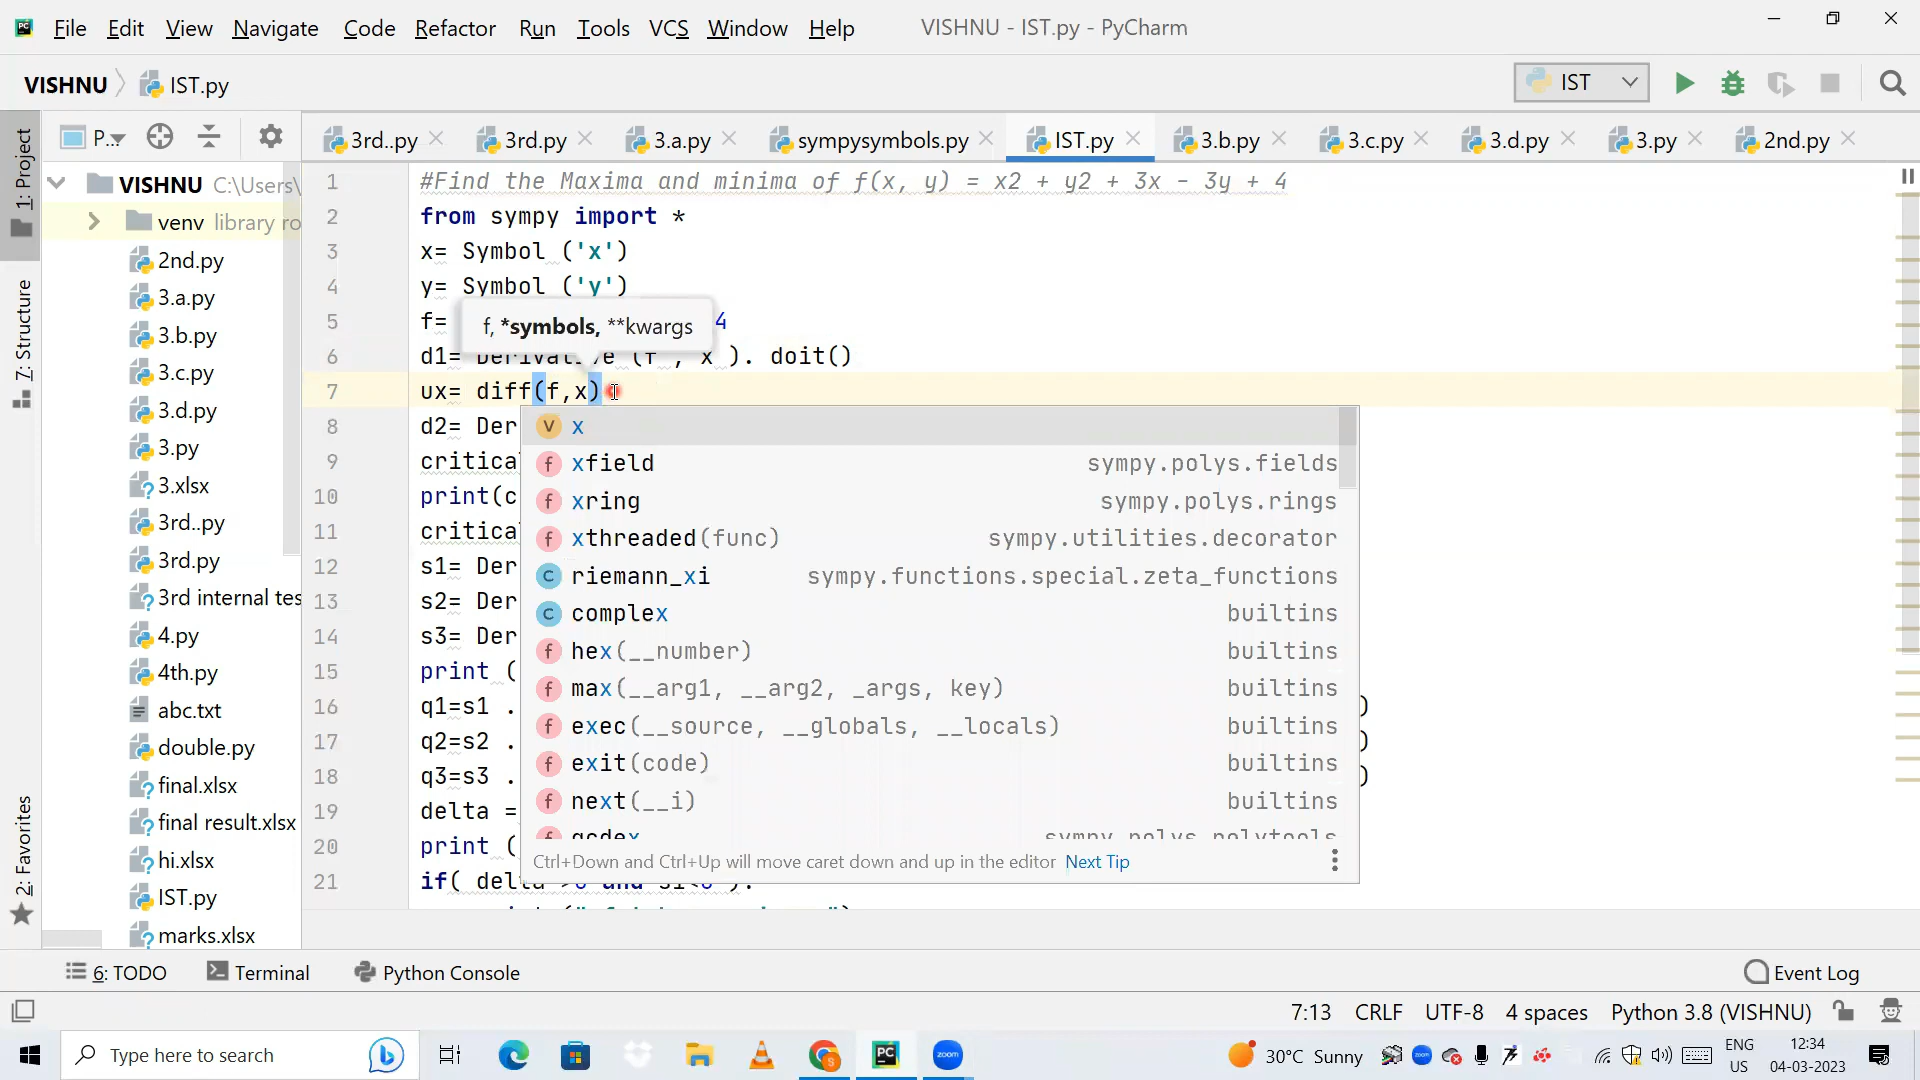 File Edit View Navigate Code Refactor Run Tools VCS Window Help VISHNU - IST.py - PyCharm
VISHNU IST.py IST
1: Project
7: Structure
2: Favorites
P...
3rd..py 3rd.py 3.a.py sympysymbols.py IST.py 3.b.py 3.c.py 3.d.py 3.py 2nd.py
VISHNU C:\Users\
venv library ro
2nd.py
3.a.py
3.b.py
3.c.py
3.d.py
3.py
3.xlsx
3rd..py
3rd.py
3rd internal tes
4.py
4th.py
abc.txt
double.py
final.xlsx
final result.xlsx
hi.xlsx
IST.py
marks.xlsx
1 #Find the Maxima and minima of f(x, y) = x2 + y2 + 3x - 3y + 4
2 from sympy import *
3 x= Symbol ('x')
4 y= Symbol ('y')
f, *symbols, **kwargs
5 f= 4
6 d1= Derivative (f , x ). doit()
7 ux= diff(f,x)
8 d2= Der
9 critica
10 print(c
11 critica
12 s1= Der
13 s2= Der
14 s3= Der
15 print (
16 q1=s1 . )
17 q2=s2 . )
18 q3=s3 . )
19 delta =
20 print (
21 if( delta
x
xfield sympy.polys.fields
xring sympy.polys.rings
xthreaded(func) sympy.utilities.decorator
riemann_xi sympy.functions.special.zeta_functions
complex builtins
hex(__number) builtins
max(__arg1, __arg2, _args, key) builtins
exec(__source, __globals, __locals) builtins
exit(code) builtins
next(__i) builtins
gcdex sympy.polys.polytools
Ctrl+Down and Ctrl+Up will move caret down and up in the editor Next Tip
6: TODO Terminal Python Console Event Log
7:13 CRLF UTF-8 4 spaces Python 3.8 (VISHNU)
Type here to search zoom 30°C Sunny ENG US 12:34 04-03-2023